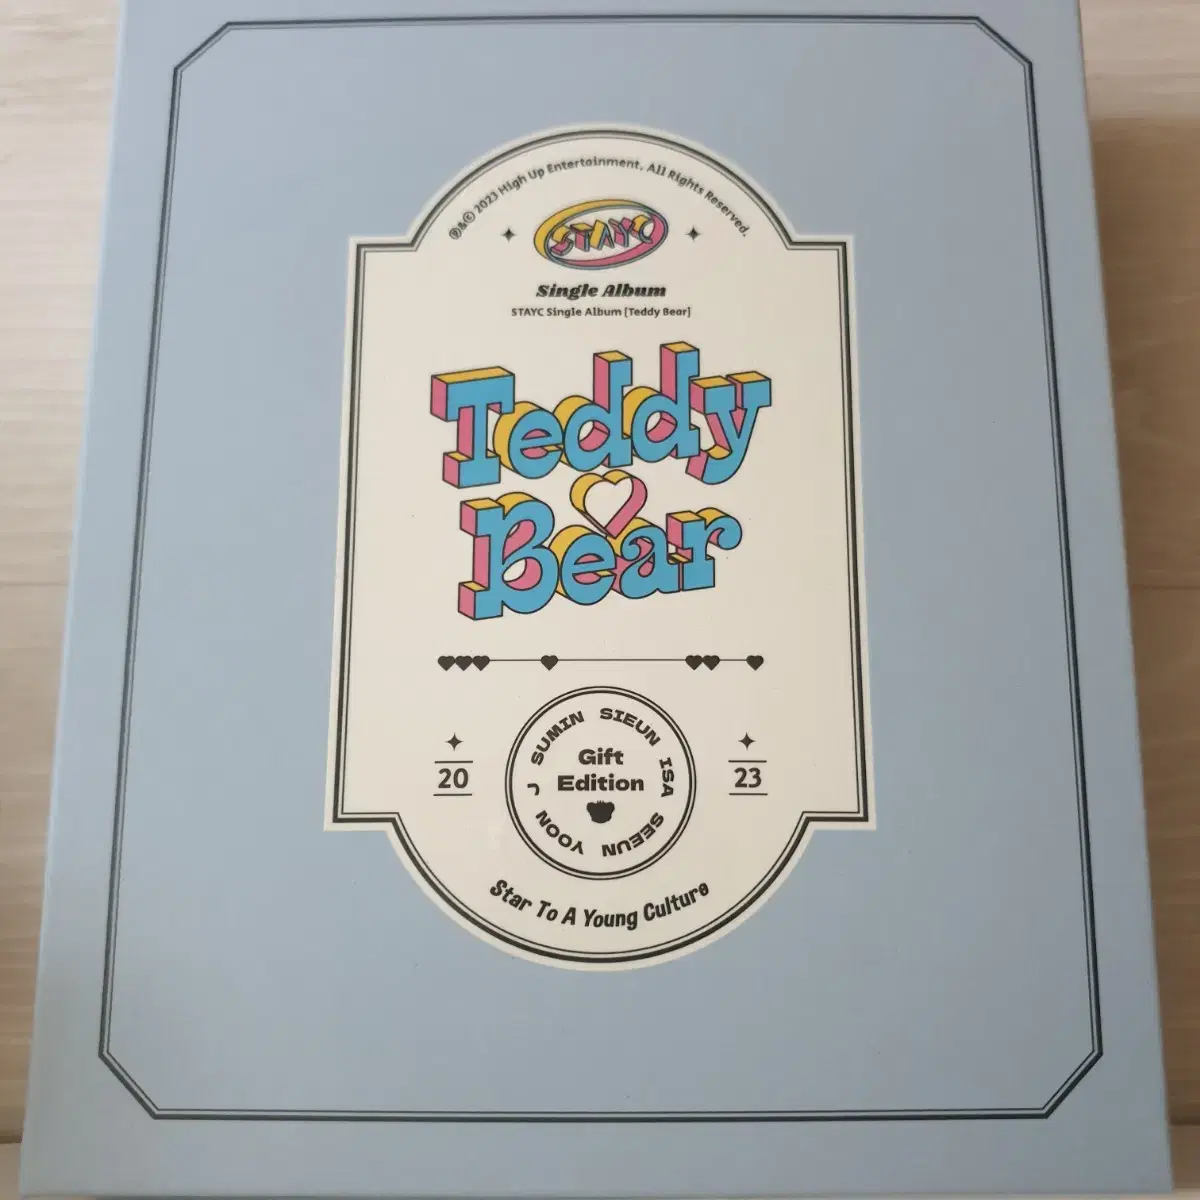 ℗&© 2023 High Up Entertainment. All Rights Reserved.
STAYC
Single Album
STAYC Single Album [Teddy Bear]
Teddy
Bear
20
SUMIN SIEUN ISA SEEUN YOON J
Gift
Edition
23
Star To A Young Culture